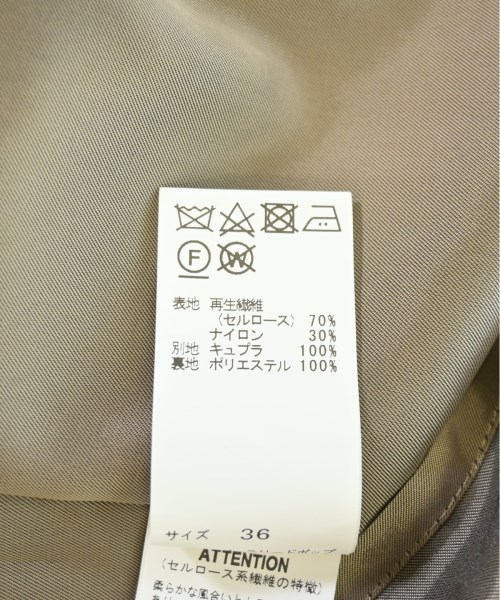 F W
表地 再生繊維
(セルロース) 70%
ナイロン 30%
別地 キュプラ 100%
裏地 ポリエステル 100%
サイズ 36
ATTENTION
(セルロース系繊維の特徴)
柔らかな風合いと